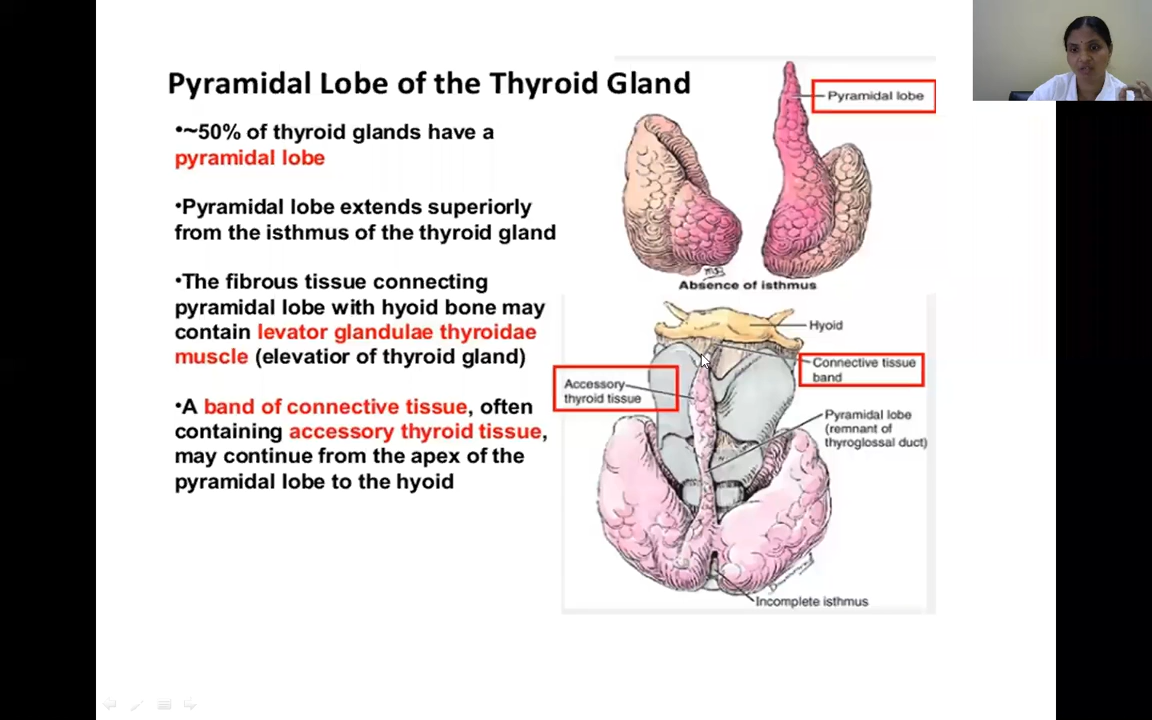 Pyramidal Lobe of the Thyroid Gland
•~50% of thyroid glands have a
pyramidal lobe
•Pyramidal lobe extends superiorly
from the isthmus of the thyroid gland
•The fibrous tissue connecting
pyramidal lobe with hyoid bone may
contain levator glandulae thyroidae
muscle (elevatior of thyroid gland)
•A band of connective tissue, often
containing accessory thyroid tissue,
may continue from the apex of the
pyramidal lobe to the hyoid
Pyramidal lobe
Absence of isthmus
Hyoid
Connective tissue
band
Accessory
thyroid tissue
Pyramidal lobe
(remnant of
thyroglossal duct)
Incomplete isthmus